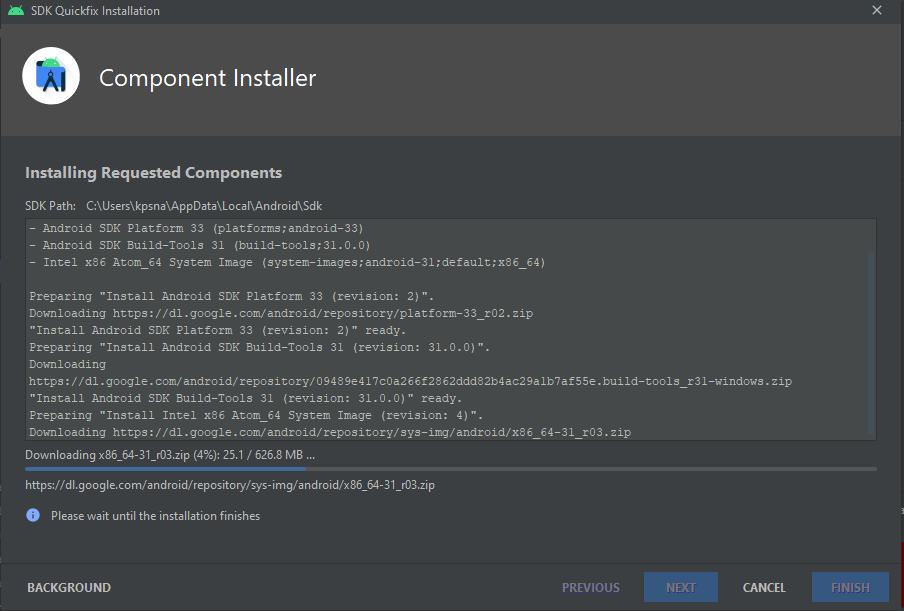 SDK Quickfix Installation
Component Installer
Installing Requested Components
SDK Path: C:\Users\kpsna\AppData\Local\Android\Sdk
- Android SDK Platform 33 (platforms;android-33)
- Android SDK Build-Tools 31 (build-tools;31.0.0)
- Intel x86 Atom_64 System Image (system-images;android-31;default;x86_64)
Preparing "Install Android SDK Platform 33 (revision: 2)".
Downloading https://dl.google.com/android/repository/platform-33_r02.zip
"Install Android SDK Platform 33 (revision: 2)" ready.
Preparing "Install Android SDK Build-Tools 31 (revision: 31.0.0)".
Downloading
https://dl.google.com/android/repository/09489e417c0a266f2862ddd82b4ac29a1b7af55e.build-tools_r31-windows.zip
"Install Android SDK Build-Tools 31 (revision: 31.0.0)" ready.
Preparing "Install Intel x86 Atom_64 System Image (revision: 4)".
Downloading https://dl.google.com/android/repository/sys-img/android/x86_64-31_r03.zip
Downloading x86_64-31_r03.zip (4%): 25.1 / 626.8 MB ...
https://dl.google.com/android/repository/sys-img/android/x86_64-31_r03.zip
Please wait until the installation finishes
BACKGROUND PREVIOUS NEXT CANCEL FINISH